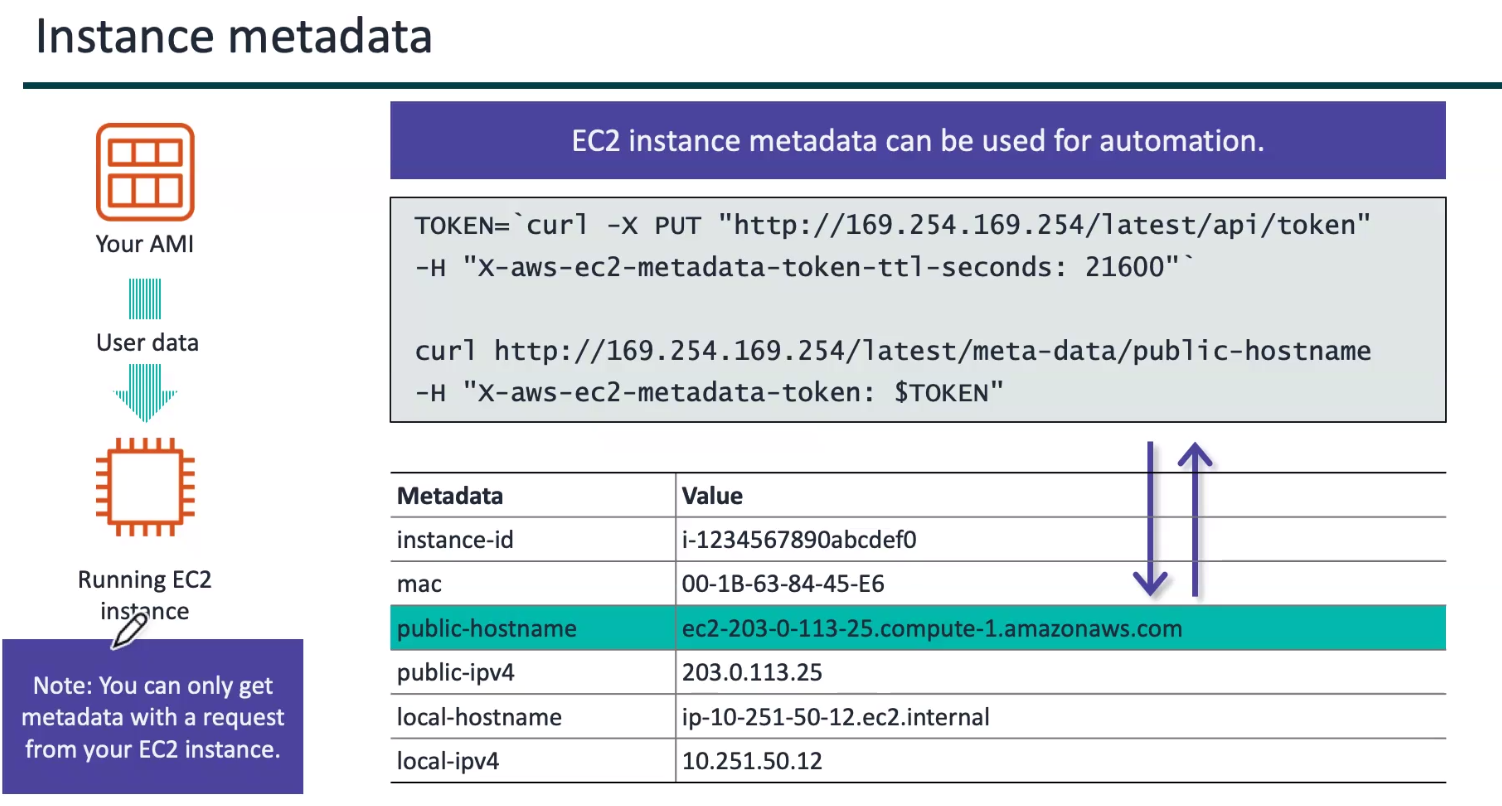 Instance metadata
Your AMI
User data
Running EC2
instance
Note: You can only get
metadata with a request
from your EC2 instance.
EC2 instance metadata can be used for automation.
TOKEN=`curl -X PUT "http://169.254.169.254/latest/api/token"
-H "X-aws-ec2-metadata-token-ttl-seconds: 21600"`
curl http://169.254.169.254/latest/meta-data/public-hostname
-H "X-aws-ec2-metadata-token: $TOKEN"
Metadata Value
instance-id i-1234567890abcdef0
mac 00-1B-63-84-45-E6
public-hostname ec2-203-0-113-25.compute-1.amazonaws.com
public-ipv4 203.0.113.25
local-hostname ip-10-251-50-12.ec2.internal
local-ipv4 10.251.50.12